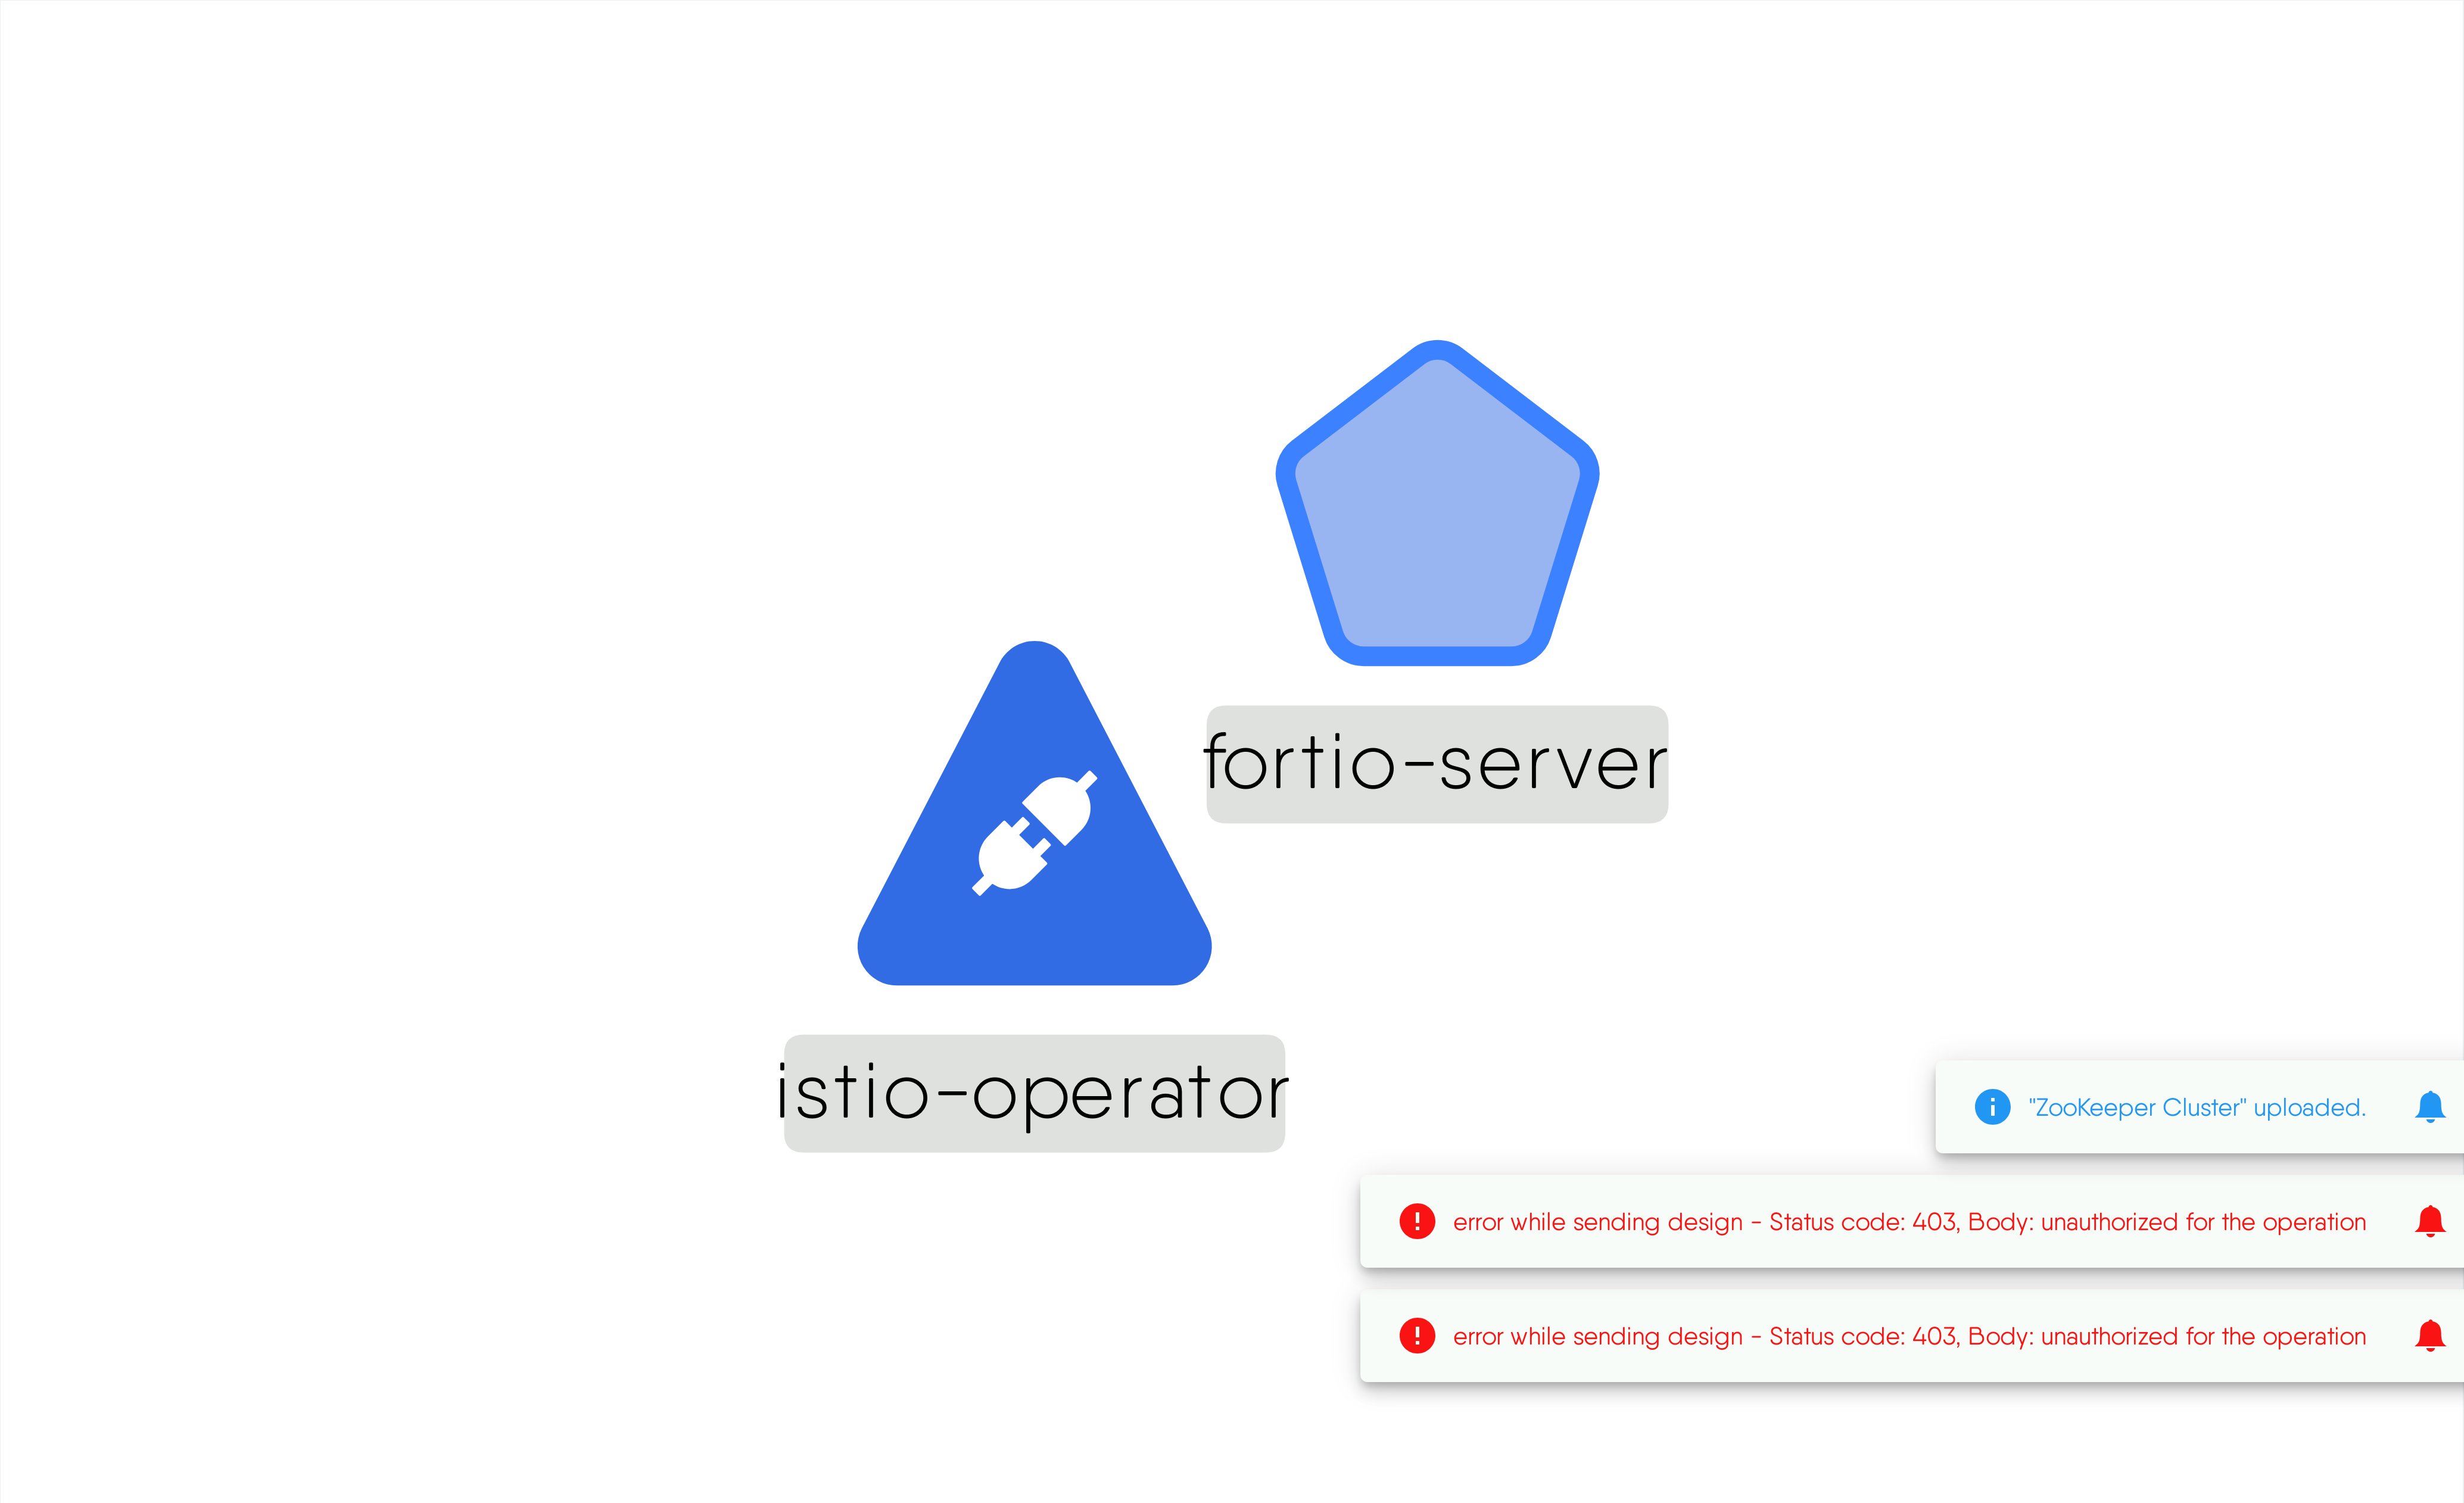 fortio-server
istio-operator
"ZooKeeper Cluster" uploaded.
error while sending design - Status code: 403, Body: unauthorized for the operation
error while sending design - Status code: 403, Body: unauthorized for the operation